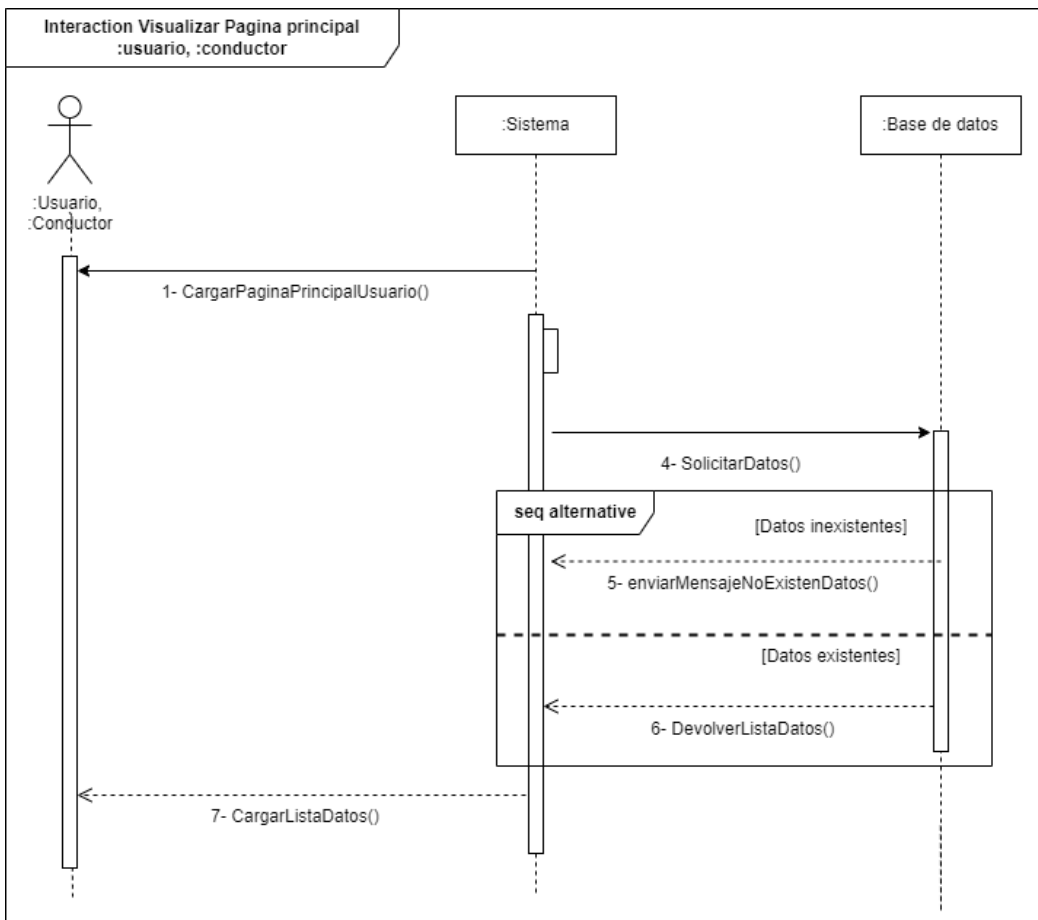 Interaction Visualizar Pagina principal
:usuario, :conductor
:Sistema
:Base de datos
:Usuario,
:Conductor
1- CargarPaginaPrincipalUsuario()
4- SolicitarDatos()
seq alternative
[Datos inexistentes]
5- enviarMensajeNoExistenDatos()
[Datos existentes]
6- DevolverListaDatos()
7- CargarListaDatos()